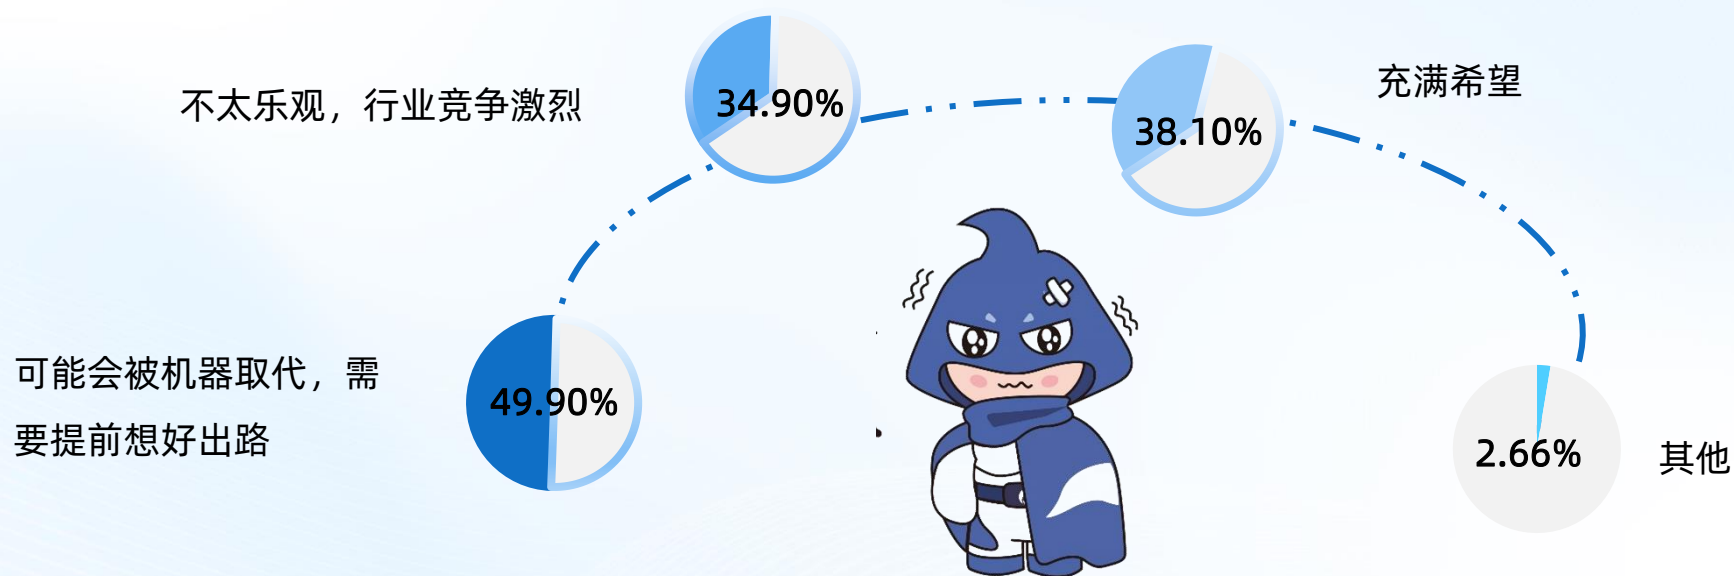 不太乐观，行业竞争激烈
34.90%
38.10%
充满希望
可能会被机器取代，需
要提前想好出路
49.90%
2.66%
其他